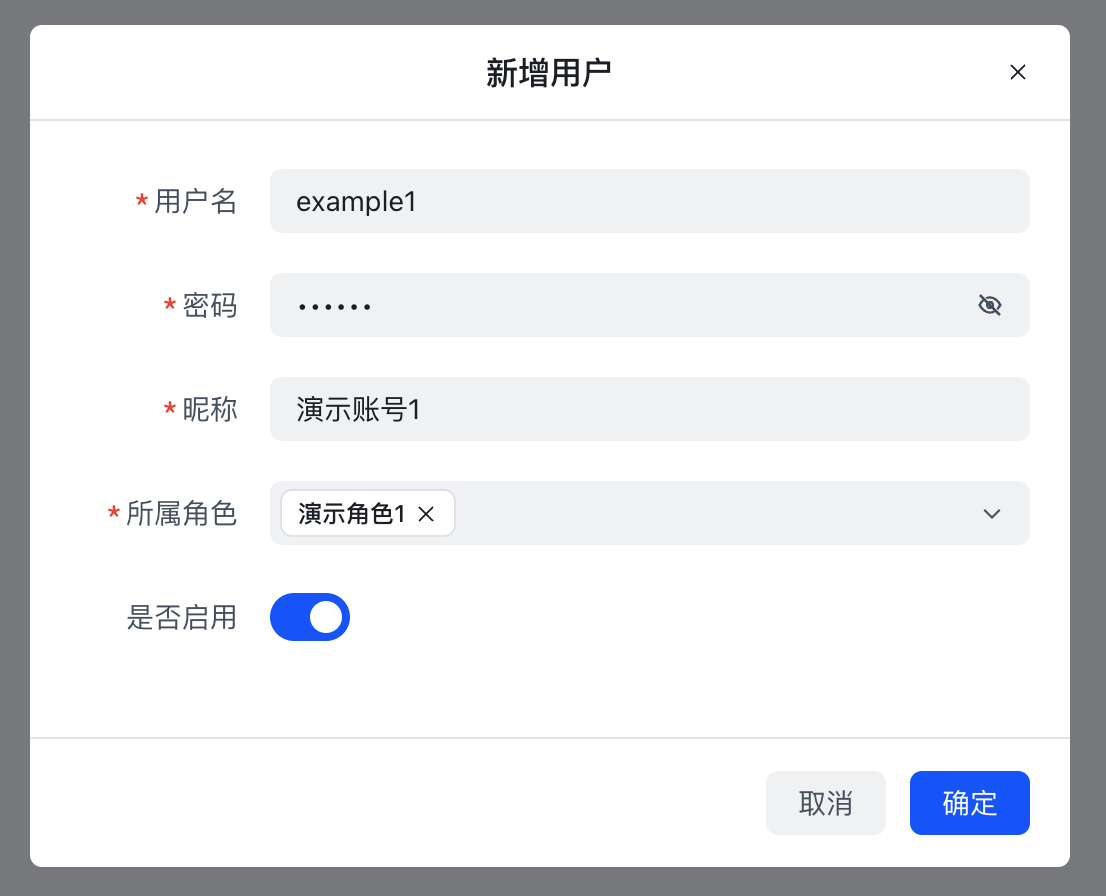 新增用户
* 用户名 example1
* 密码 ••••••
* 昵称 演示账号1
* 所属角色 演示角色1
是否启用
取消 确定